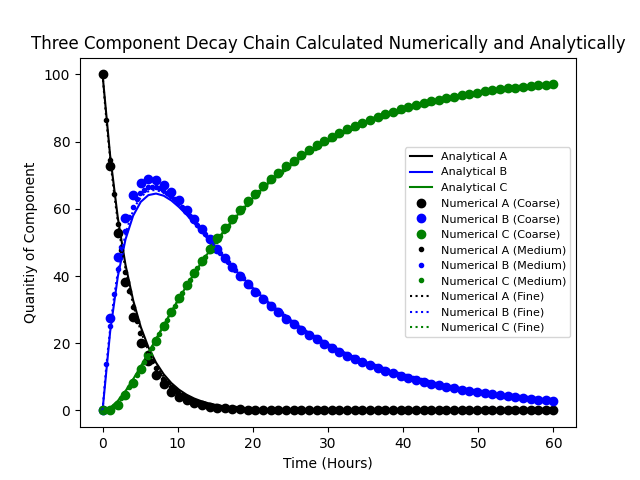 Three Component Decay Chain Calculated Numerically and Analytically
100
80
60
40
20
0
Quanitiy of Component
0 10 20 30 40 50 60
Time (Hours)
Analytical A
Analytical B
Analytical C
Numerical A (Coarse)
Numerical B (Coarse)
Numerical C (Coarse)
Numerical A (Medium)
Numerical B (Medium)
Numerical C (Medium)
Numerical A (Fine)
Numerical B (Fine)
Numerical C (Fine)